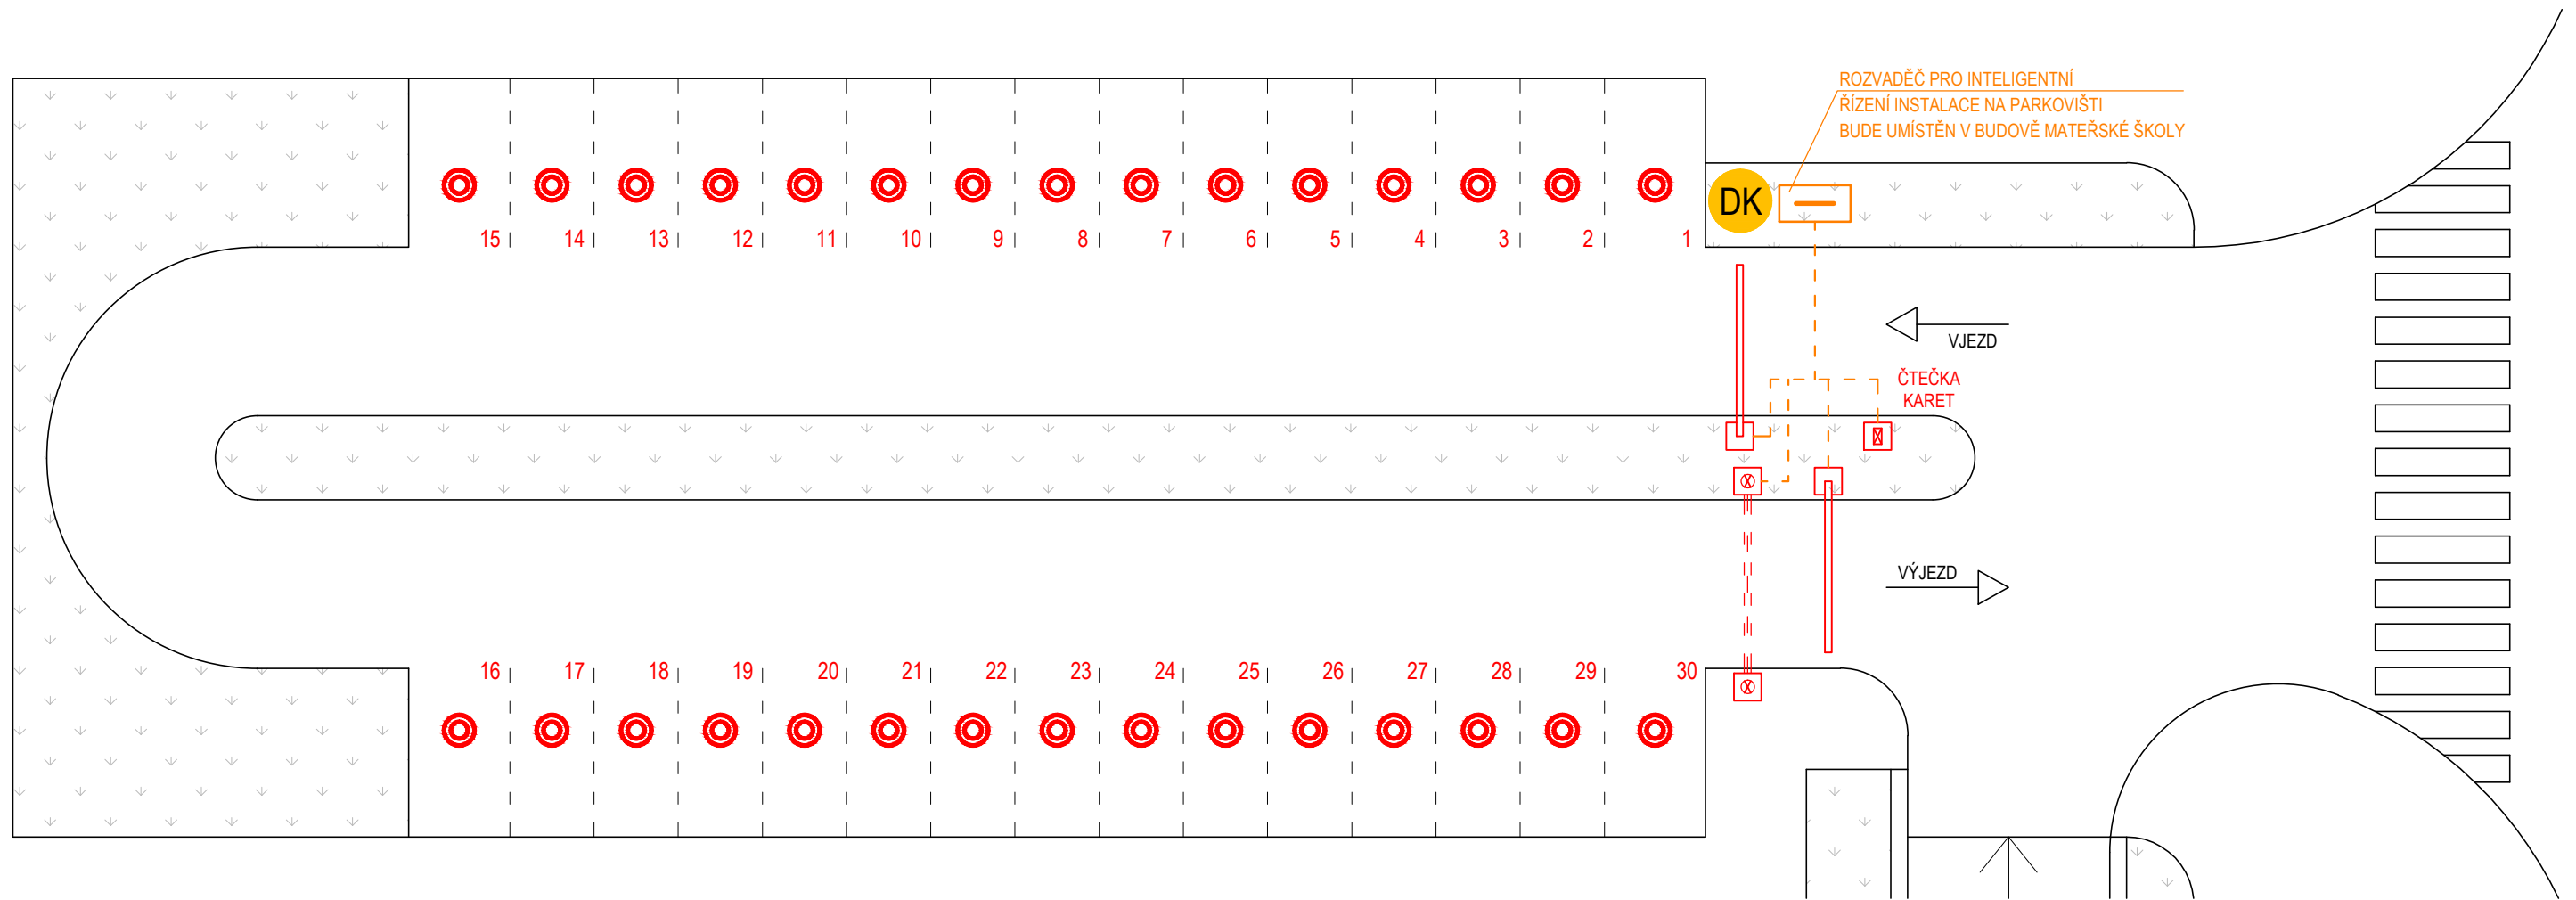 ROZVADĚČ PRO INTELIGENTNÍ
ŘÍZENÍ INSTALACE NA PARKOVIŠTI
BUDE UMÍSTĚN V BUDOVĚ MATEŘSKÉ ŠKOLY
DK
15 14 13 12 11 10 9 8 7 6 5 4 3 2 1
VJEZD
ČTEČKA
KARET
VÝJEZD
16 17 18 19 20 21 22 23 24 25 26 27 28 29 30